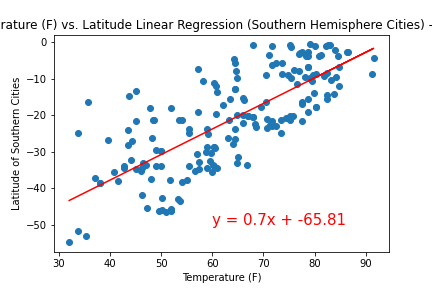 rature (F) vs. Latitude Linear Regression (Southern Hemisphere Cities) -
0
−10
−20
−30
−40
−50
Latitude of Southern Cities
y = 0.7x + -65.81
30 40 50 60 70 80 90
Temperature (F)